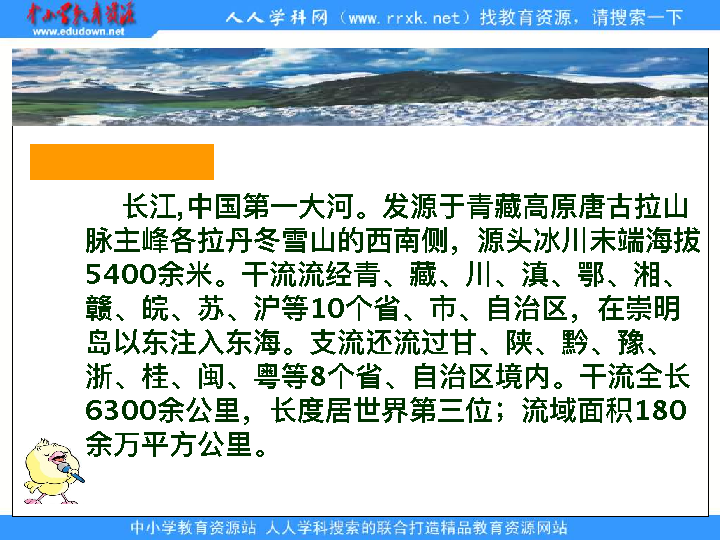 中小学教育资源
www.edudown.net
人人学科网（www.rrxk.net）找教育资源，请搜索一下
长江,中国第一大河。发源于青藏高原唐古拉山
脉主峰各拉丹冬雪山的西南侧，源头冰川末端海拔
5400余米。干流流经青、藏、川、滇、鄂、湘、
赣、皖、苏、沪等10个省、市、自治区，在崇明
岛以东注入东海。支流还流过甘、陕、黔、豫、
浙、桂、闽、粤等8个省、自治区境内。干流全长
6300余公里，长度居世界第三位；流域面积180
余万平方公里。
中小学教育资源站 人人学科搜索的联合打造精品教育资源网站